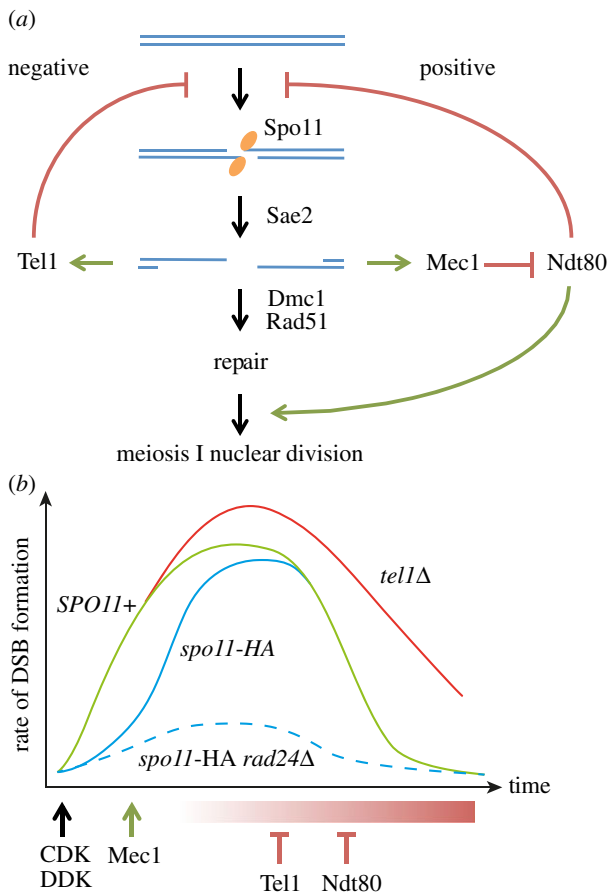 (a)
negative
positive
Spo11
Sae2
Tel1
Mec1
Ndt80
Dmc1
Rad51
repair
meiosis I nuclear division
(b)
rate of DSB formation
SPO11+
tel1Δ
spo11-HA
spo11-HA rad24Δ
time
CDK
DDK
Mec1
Tel1
Ndt80